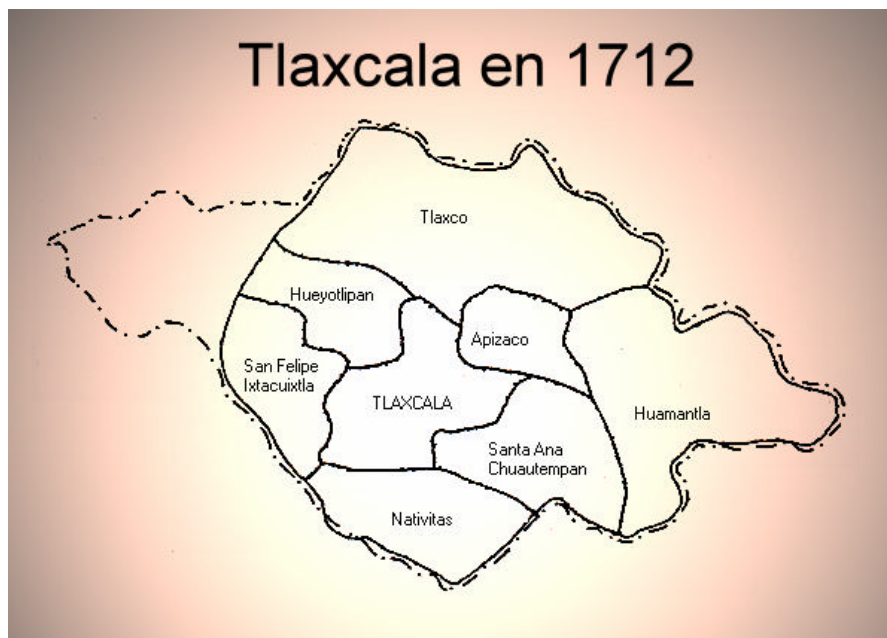 Tlaxcala en 1712
Tlaxco
Hueyotlipan
Apizaco
San Felipe
Ixtacuixtla
TLAXCALA
Huamantla
Santa Ana
Chuautempan
Nativitas